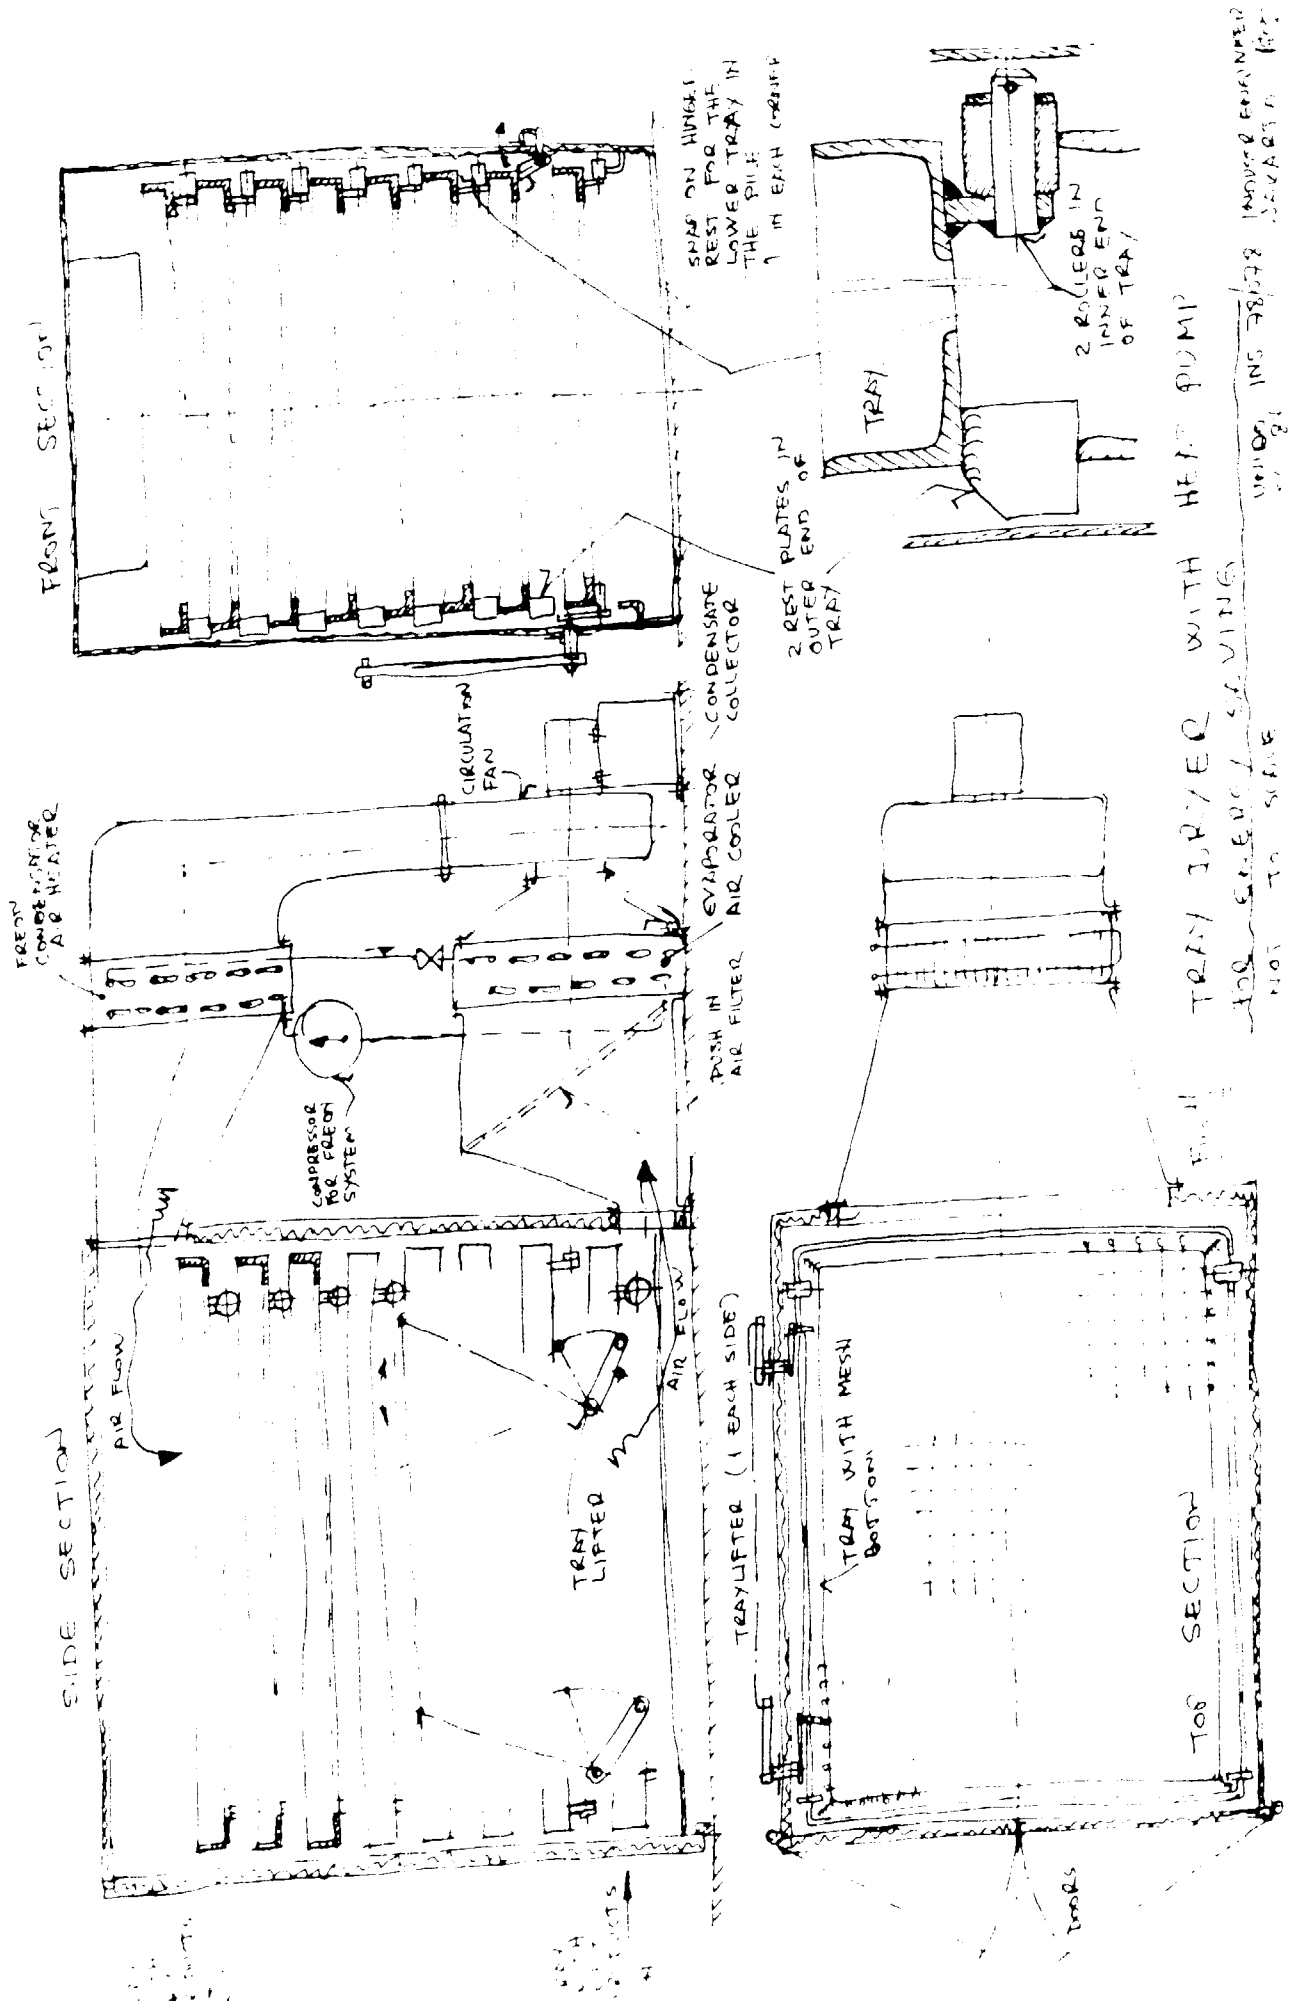 SIDE SECTION
AIR FLOW
FREON
AIR HEATER
COMPRESSOR
FOR FREON
SYSTEM
CIRCULATION
FAN
FRONT SECTION
TRAY
LIFTER
AIR FLOW
PUSH IN
AIR FILTER
EVAPORATOR
AIR COOLER
CONDENSATE
COLLECTOR
SNAP ON HINGES
REST FOR THE
LOWER TRAY IN
THE PILE
1 IN EACH CORNER
2 REST PLATES IN
OUTER END OF
TRAY
TRAY
2 ROLLERS IN
INNER END
OF TRAY
TRAYLIFTER (1 EACH SIDE)
TRAY WITH MESH
BOTTOM
TOP SECTION
DOORS
TRAY DRYER WITH HEAT PUMP
FOR ENERGY SAVING
NOT TO SCALE